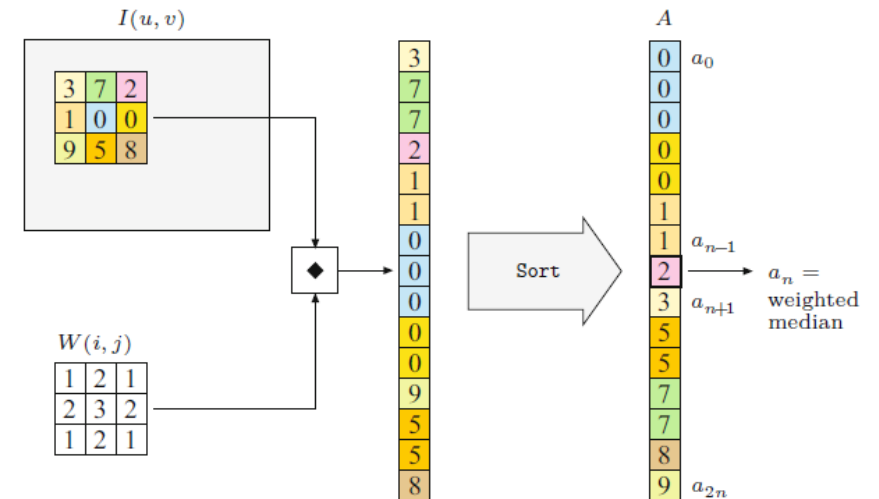 I(u, v)
3 7 2
1 0 0
9 5 8
W(i, j)
1 2 1
2 3 2
1 2 1
3
7
7
2
1
1
0
0
0
0
0
9
5
5
8
Sort
A
0 a₀
0
0
0
0
1
1 aₙ₋₁
2 aₙ =
weighted
median
3 aₙ₊₁
5
5
7
7
8
9 a₂ₙ